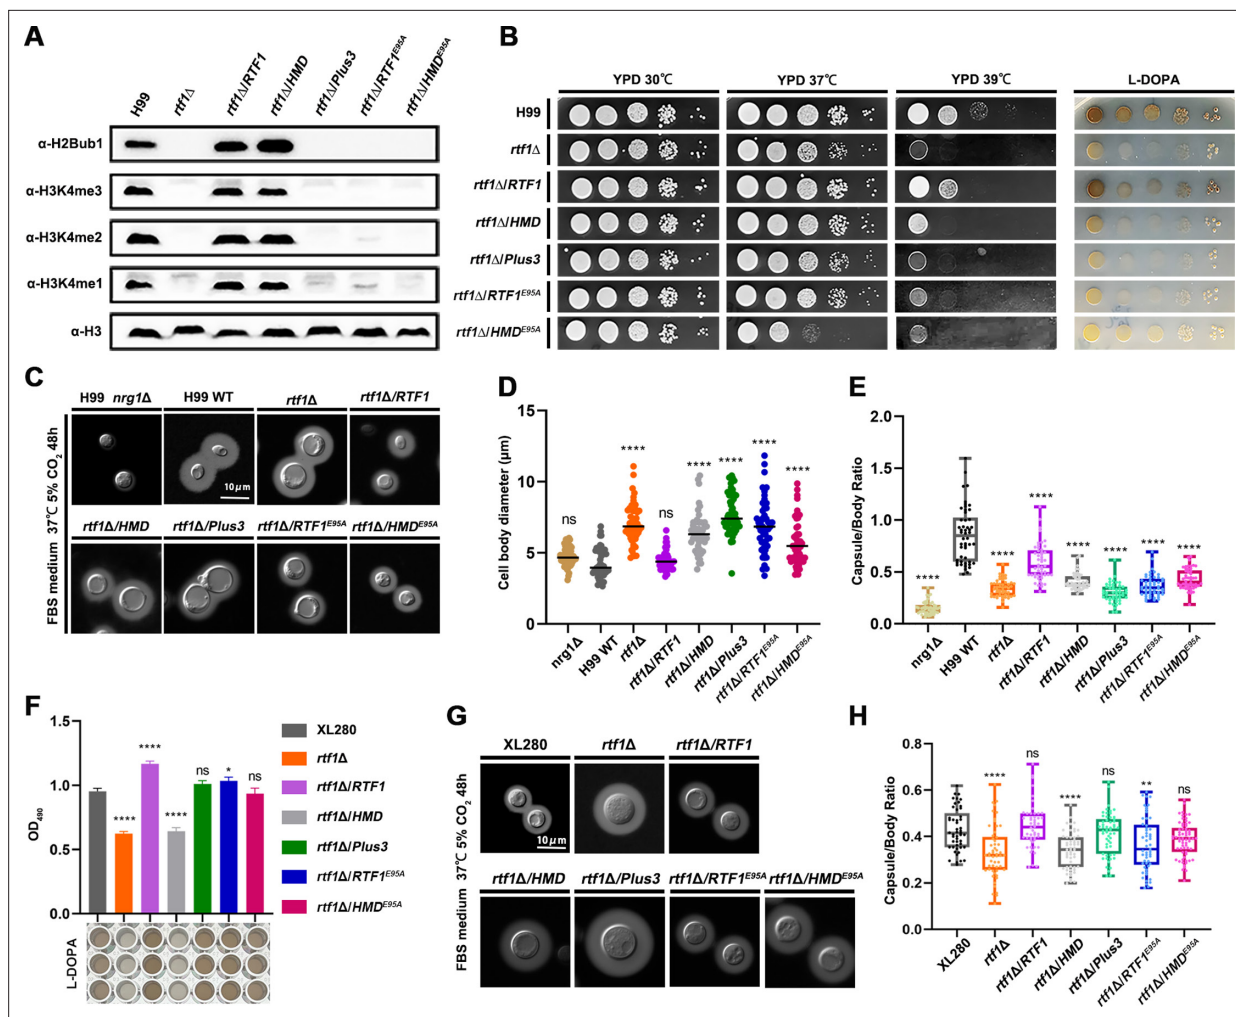 A
H99
rtf1Δ
rtf1Δ/RTF1
rtf1Δ/HMD
rtf1Δ/Plus3
rtf1Δ/RTF1E95A
rtf1Δ/HMDE95A
α-H2Bub1
α-H3K4me3
α-H3K4me2
α-H3K4me1
α-H3
B
YPD 30℃
YPD 37℃
YPD 39℃
L-DOPA
H99
rtf1Δ
rtf1Δ/RTF1
rtf1Δ/HMD
rtf1Δ/Plus3
rtf1Δ/RTF1E95A
rtf1Δ/HMDE95A
C
FBS medium 37℃ 5% CO2 48h
H99 nrg1Δ
H99 WT
rtf1Δ
rtf1Δ/RTF1
10μm
rtf1Δ/HMD
rtf1Δ/Plus3
rtf1Δ/RTF1E95A
rtf1Δ/HMDE95A
D
Cell body diameter (μm)
15
10
5
0
ns
****
ns
****
****
****
****
nrg1Δ
H99 WT
rtf1Δ
rtf1Δ/RTF1
rtf1Δ/HMD
rtf1Δ/Plus3
rtf1Δ/RTF1E95A
rtf1Δ/HMDE95A
E
Capsule/Body Ratio
2.0
1.5
1.0
0.5
0.0
****
****
****
****
****
****
****
nrg1Δ
H99 WT
rtf1Δ
rtf1Δ/RTF1
rtf1Δ/HMD
rtf1Δ/Plus3
rtf1Δ/RTF1E95A
rtf1Δ/HMDE95A
F
OD490
1.5
1.0
0.5
0.0
****
****
****
ns
*
ns
L-DOPA
XL280
rtf1Δ
rtf1Δ/RTF1
rtf1Δ/HMD
rtf1Δ/Plus3
rtf1Δ/RTF1E95A
rtf1Δ/HMDE95A
G
FBS medium 37℃ 5% CO2 48h
XL280
rtf1Δ
rtf1Δ/RTF1
10μm
rtf1Δ/HMD
rtf1Δ/Plus3
rtf1Δ/RTF1E95A
rtf1Δ/HMDE95A
H
Capsule/Body Ratio
0.8
0.6
0.4
0.2
0.0
****
ns
****
ns
**
ns
XL280
rtf1Δ
rtf1Δ/RTF1
rtf1Δ/HMD
rtf1Δ/Plus3
rtf1Δ/RTF1E95A
rtf1Δ/HMDE95A